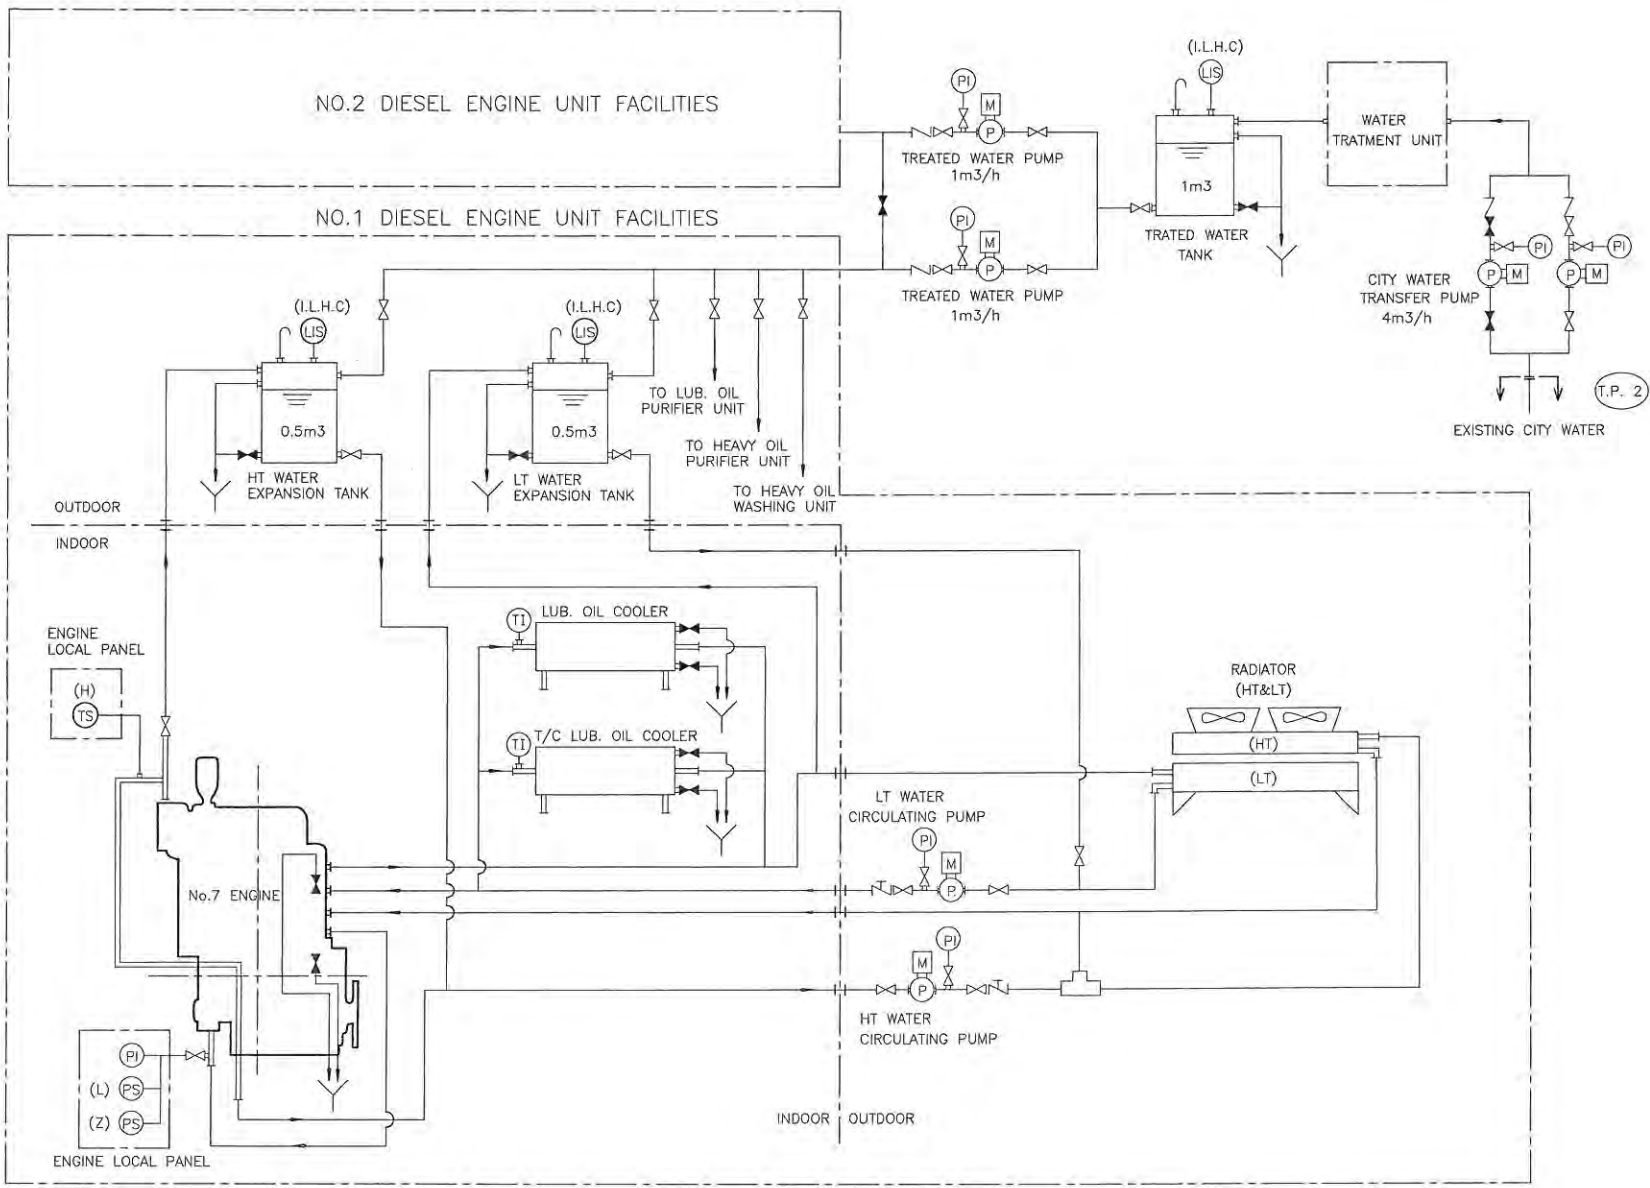 NO.2 DIESEL ENGINE UNIT FACILITIES
PI
M
P
TREATED WATER PUMP
1m3/h
(I.L.H.C)
LIS
1m3
TRATED WATER
TANK
WATER
TRATMENT UNIT
NO.1 DIESEL ENGINE UNIT FACILITIES
PI
M
P
TREATED WATER PUMP
1m3/h
PI
PI
P
M
P
M
CITY WATER
TRANSFER PUMP
4m3/h
T.P. 2
EXISTING CITY WATER
(I.L.H.C)
LIS
0.5m3
HT WATER
EXPANSION TANK
(I.L.H.C)
LIS
0.5m3
LT WATER
EXPANSION TANK
TO LUB. OIL
PURIFIER UNIT
TO HEAVY OIL
PURIFIER UNIT
TO HEAVY OIL
WASHING UNIT
OUTDOOR
INDOOR
ENGINE
LOCAL PANEL
(H)
TS
TI
LUB. OIL COOLER
TI
T/C LUB. OIL COOLER
RADIATOR
(HT&LT)
(HT)
(LT)
LT WATER
CIRCULATING PUMP
PI
M
P
No.7 ENGINE
PI
M
P
HT WATER
CIRCULATING PUMP
PI
(L) PS
(Z) PS
ENGINE LOCAL PANEL
INDOOR
OUTDOOR